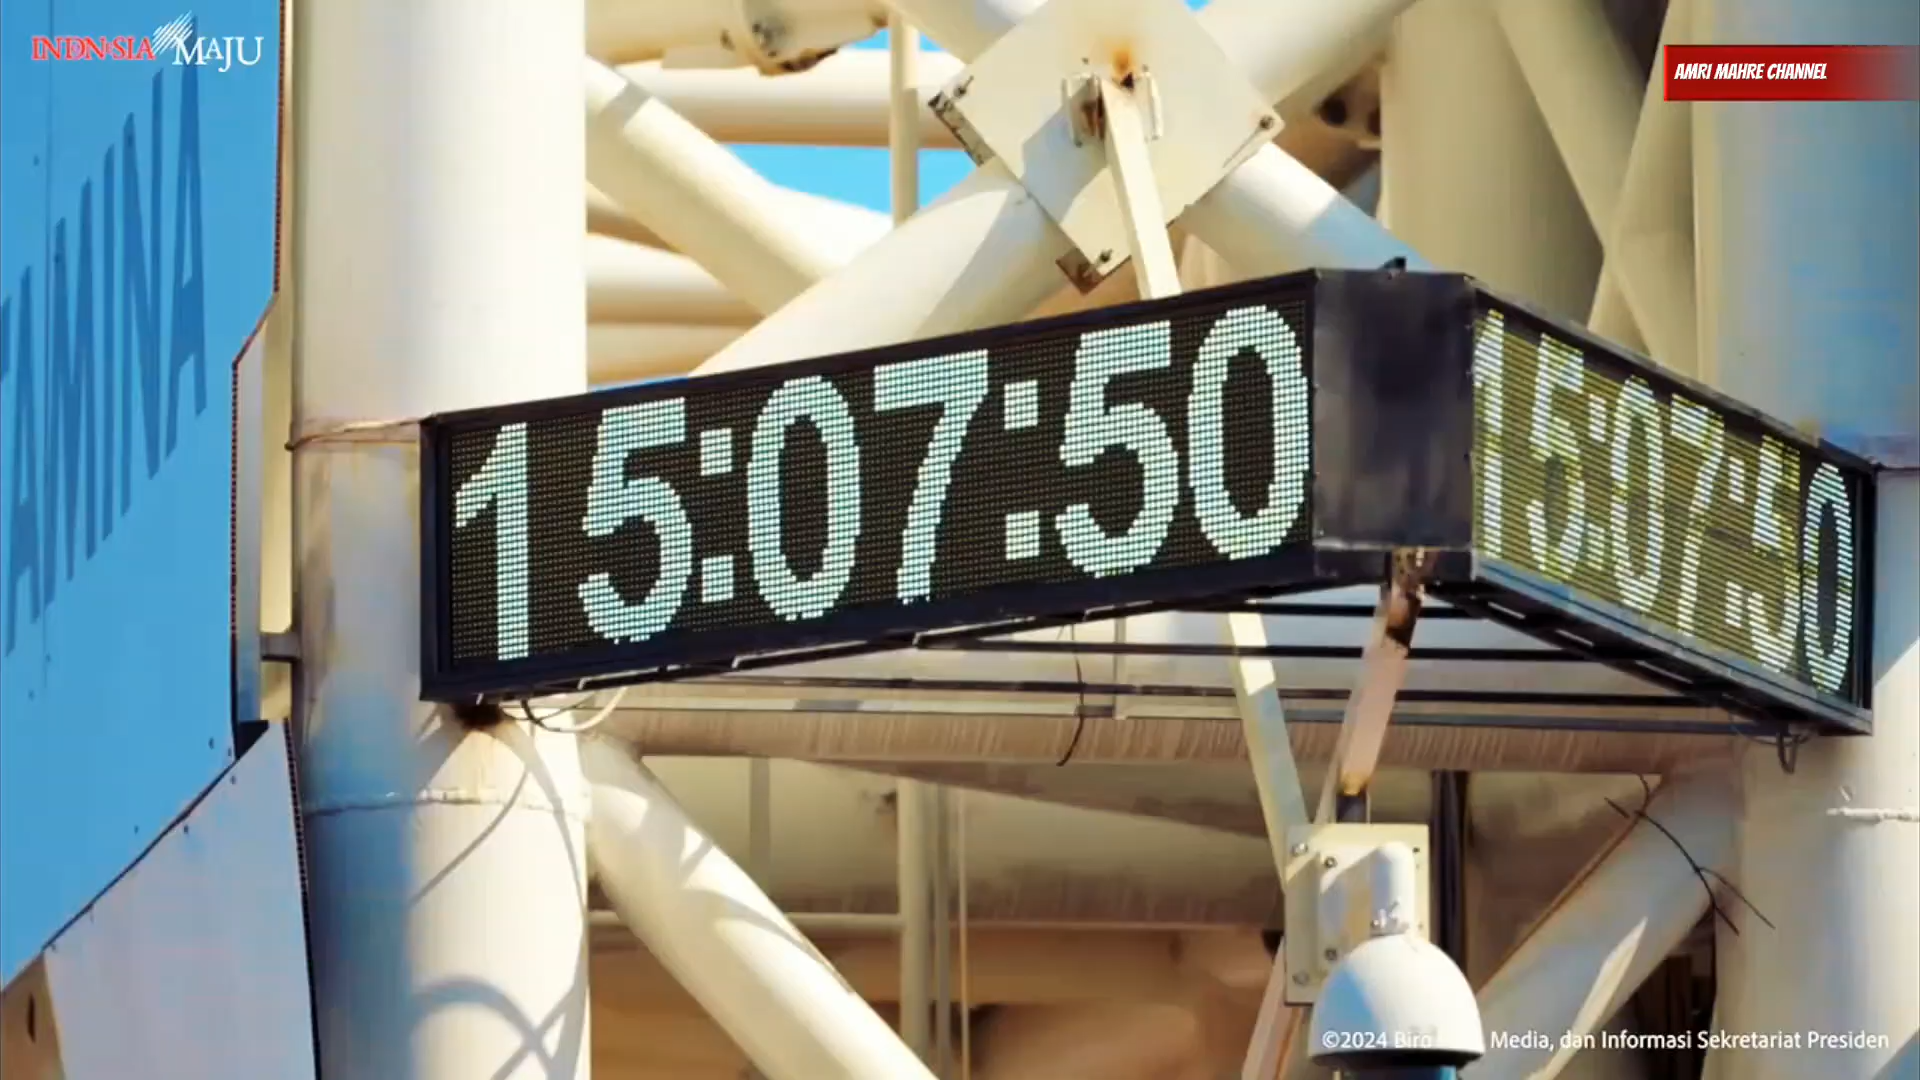 INDONESIA MAJU
AMRI MAHRE CHANNEL
AMINA
15:07:50
15:07:50
©2024 Biro Media, dan Informasi Sekretariat Presiden